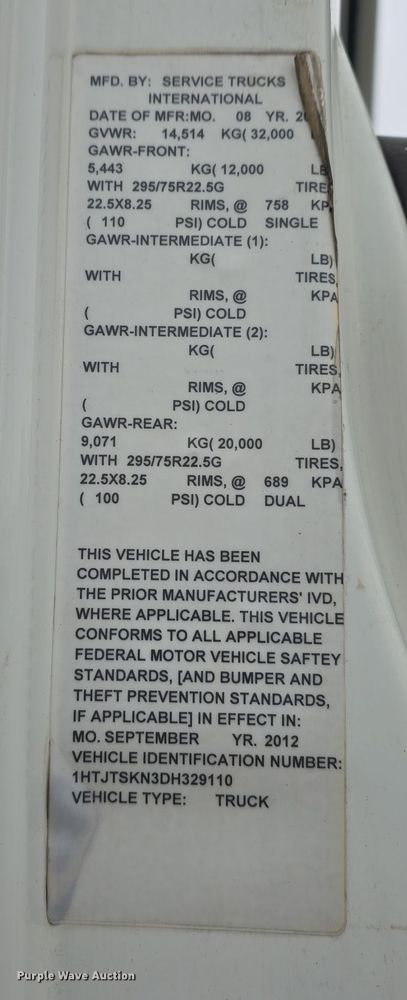 MFD. BY: SERVICE TRUCKS
INTERNATIONAL
DATE OF MFR:MO. 08 YR.
GVWR: 14,514 KG( 32,000
GAWR-FRONT:
5,443 KG( 12,000 LB
WITH 295/75R22.5G TIRE
22.5X8.25 RIMS, @ 758 KP
( 110 PSI) COLD SINGLE
GAWR-INTERMEDIATE (1):
KG( LB)
WITH TIRES,
RIMS, @ KPA
( PSI) COLD
GAWR-INTERMEDIATE (2):
KG( LB)
WITH TIRES,
RIMS, @ KPA
( PSI) COLD
GAWR-REAR:
9,071 KG( 20,000 LB)
WITH 295/75R22.5G TIRES,
22.5X8.25 RIMS, @ 689 KPA
( 100 PSI) COLD DUAL
THIS VEHICLE HAS BEEN
COMPLETED IN ACCORDANCE WITH
THE PRIOR MANUFACTURERS' IVD,
WHERE APPLICABLE. THIS VEHICLE
CONFORMS TO ALL APPLICABLE
FEDERAL MOTOR VEHICLE SAFTEY
STANDARDS, [AND BUMPER AND
THEFT PREVENTION STANDARDS,
IF APPLICABLE] IN EFFECT IN:
MO. SEPTEMBER YR. 2012
VEHICLE IDENTIFICATION NUMBER:
1HTJTSKN3DH329110
VEHICLE TYPE: TRUCK
Purple Wave Auction